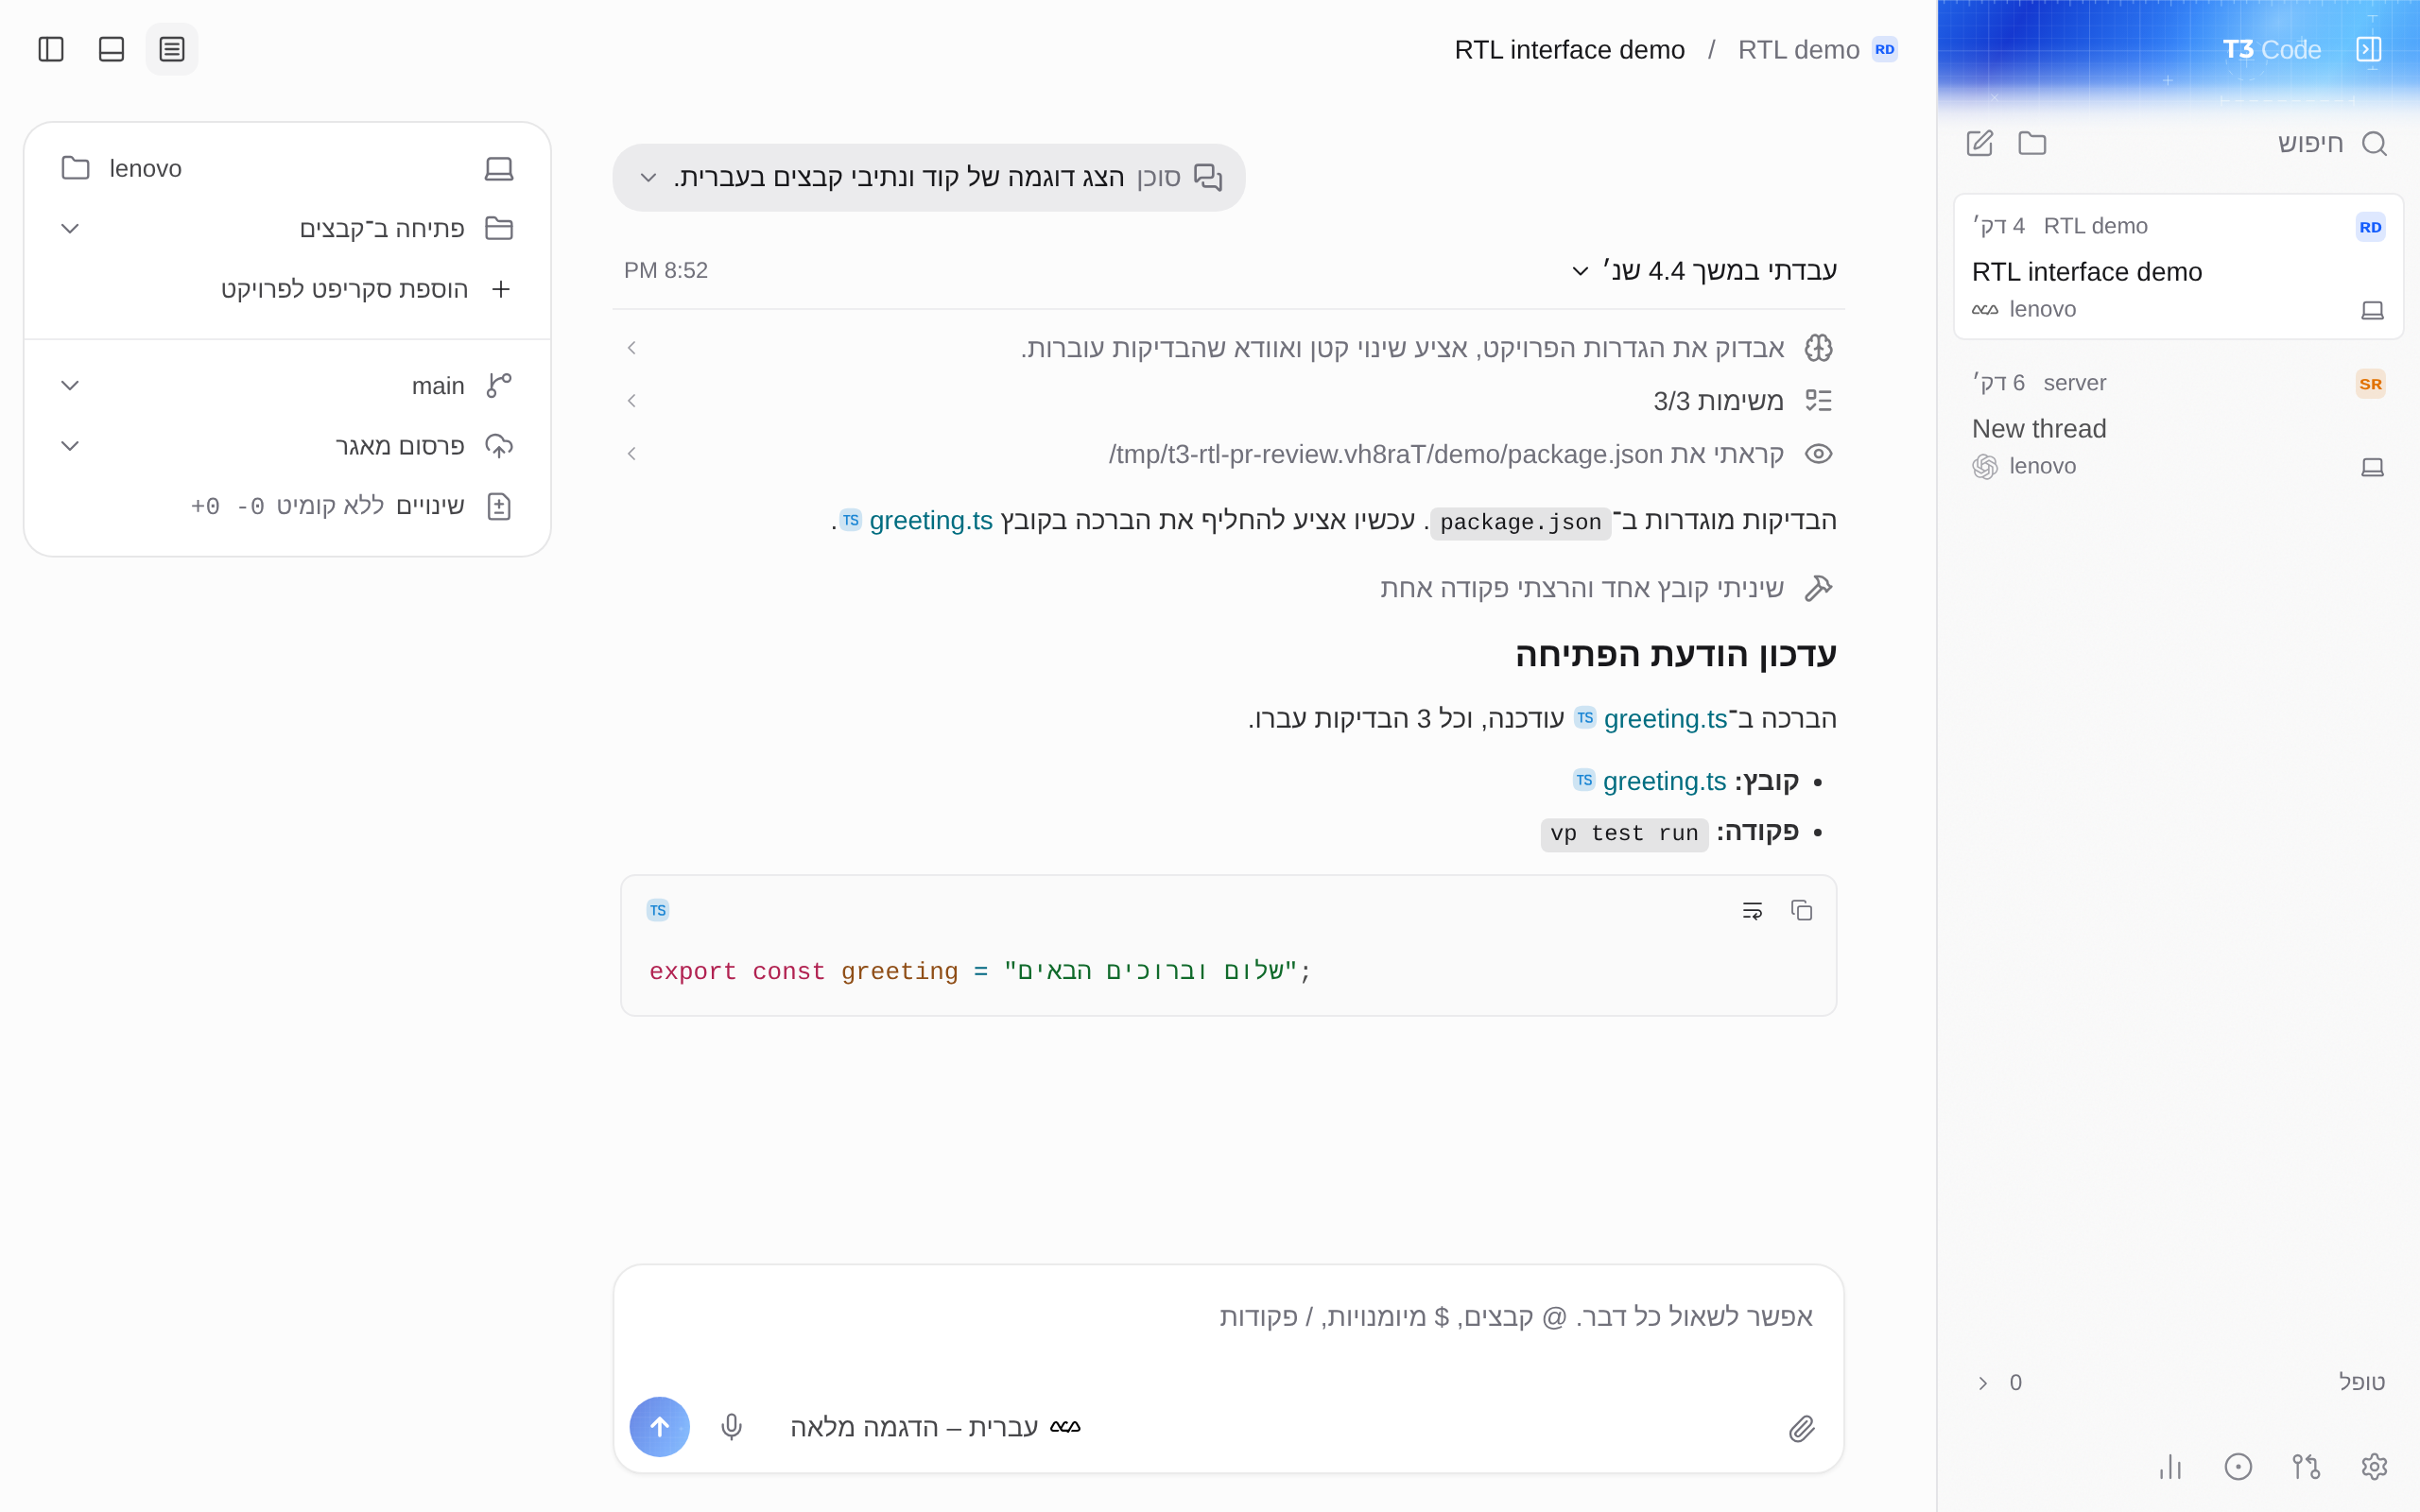 T3 Code
חיפוש
RD RTL demo 4 דק׳
RTL interface demo
lenovo
SR server 6 דק׳
New thread
lenovo
טופל 0
RD RTL demo / RTL interface demo
סוכן הצג דוגמה של קוד ונתיבי קבצים בעברית.
עבדתי במשך 4.4 שנ׳
8:52 PM
אבדוק את הגדרות הפרויקט, אציע שינוי קטן ואוודא שהבדיקות עוברות.
משימות 3/3
קראתי את /tmp/t3-rtl-pr-review.vh8raT/demo/package.json
הבדיקות מוגדרות ב־package.json. עכשיו אציע להחליף את הברכה בקובץ greeting.ts TS.
שיניתי קובץ אחד והרצתי פקודה אחת
עדכון הודעת הפתיחה
הברכה ב־greeting.ts TS עודכנה, וכל 3 הבדיקות עברו.
• קובץ: greeting.ts TS
• פקודה: vp test run
TS
export const greeting = "שלום וברוכים הבאים";
אפשר לשאול כל דבר. @ קבצים, $ מיומנויות, / פקודות
עברית – הדגמה מלאה
lenovo
פתיחה ב־קבצים
הוספת סקריפט לפרויקט
main
פרסום מאגר
שינויים ללא קומיט +0 -0